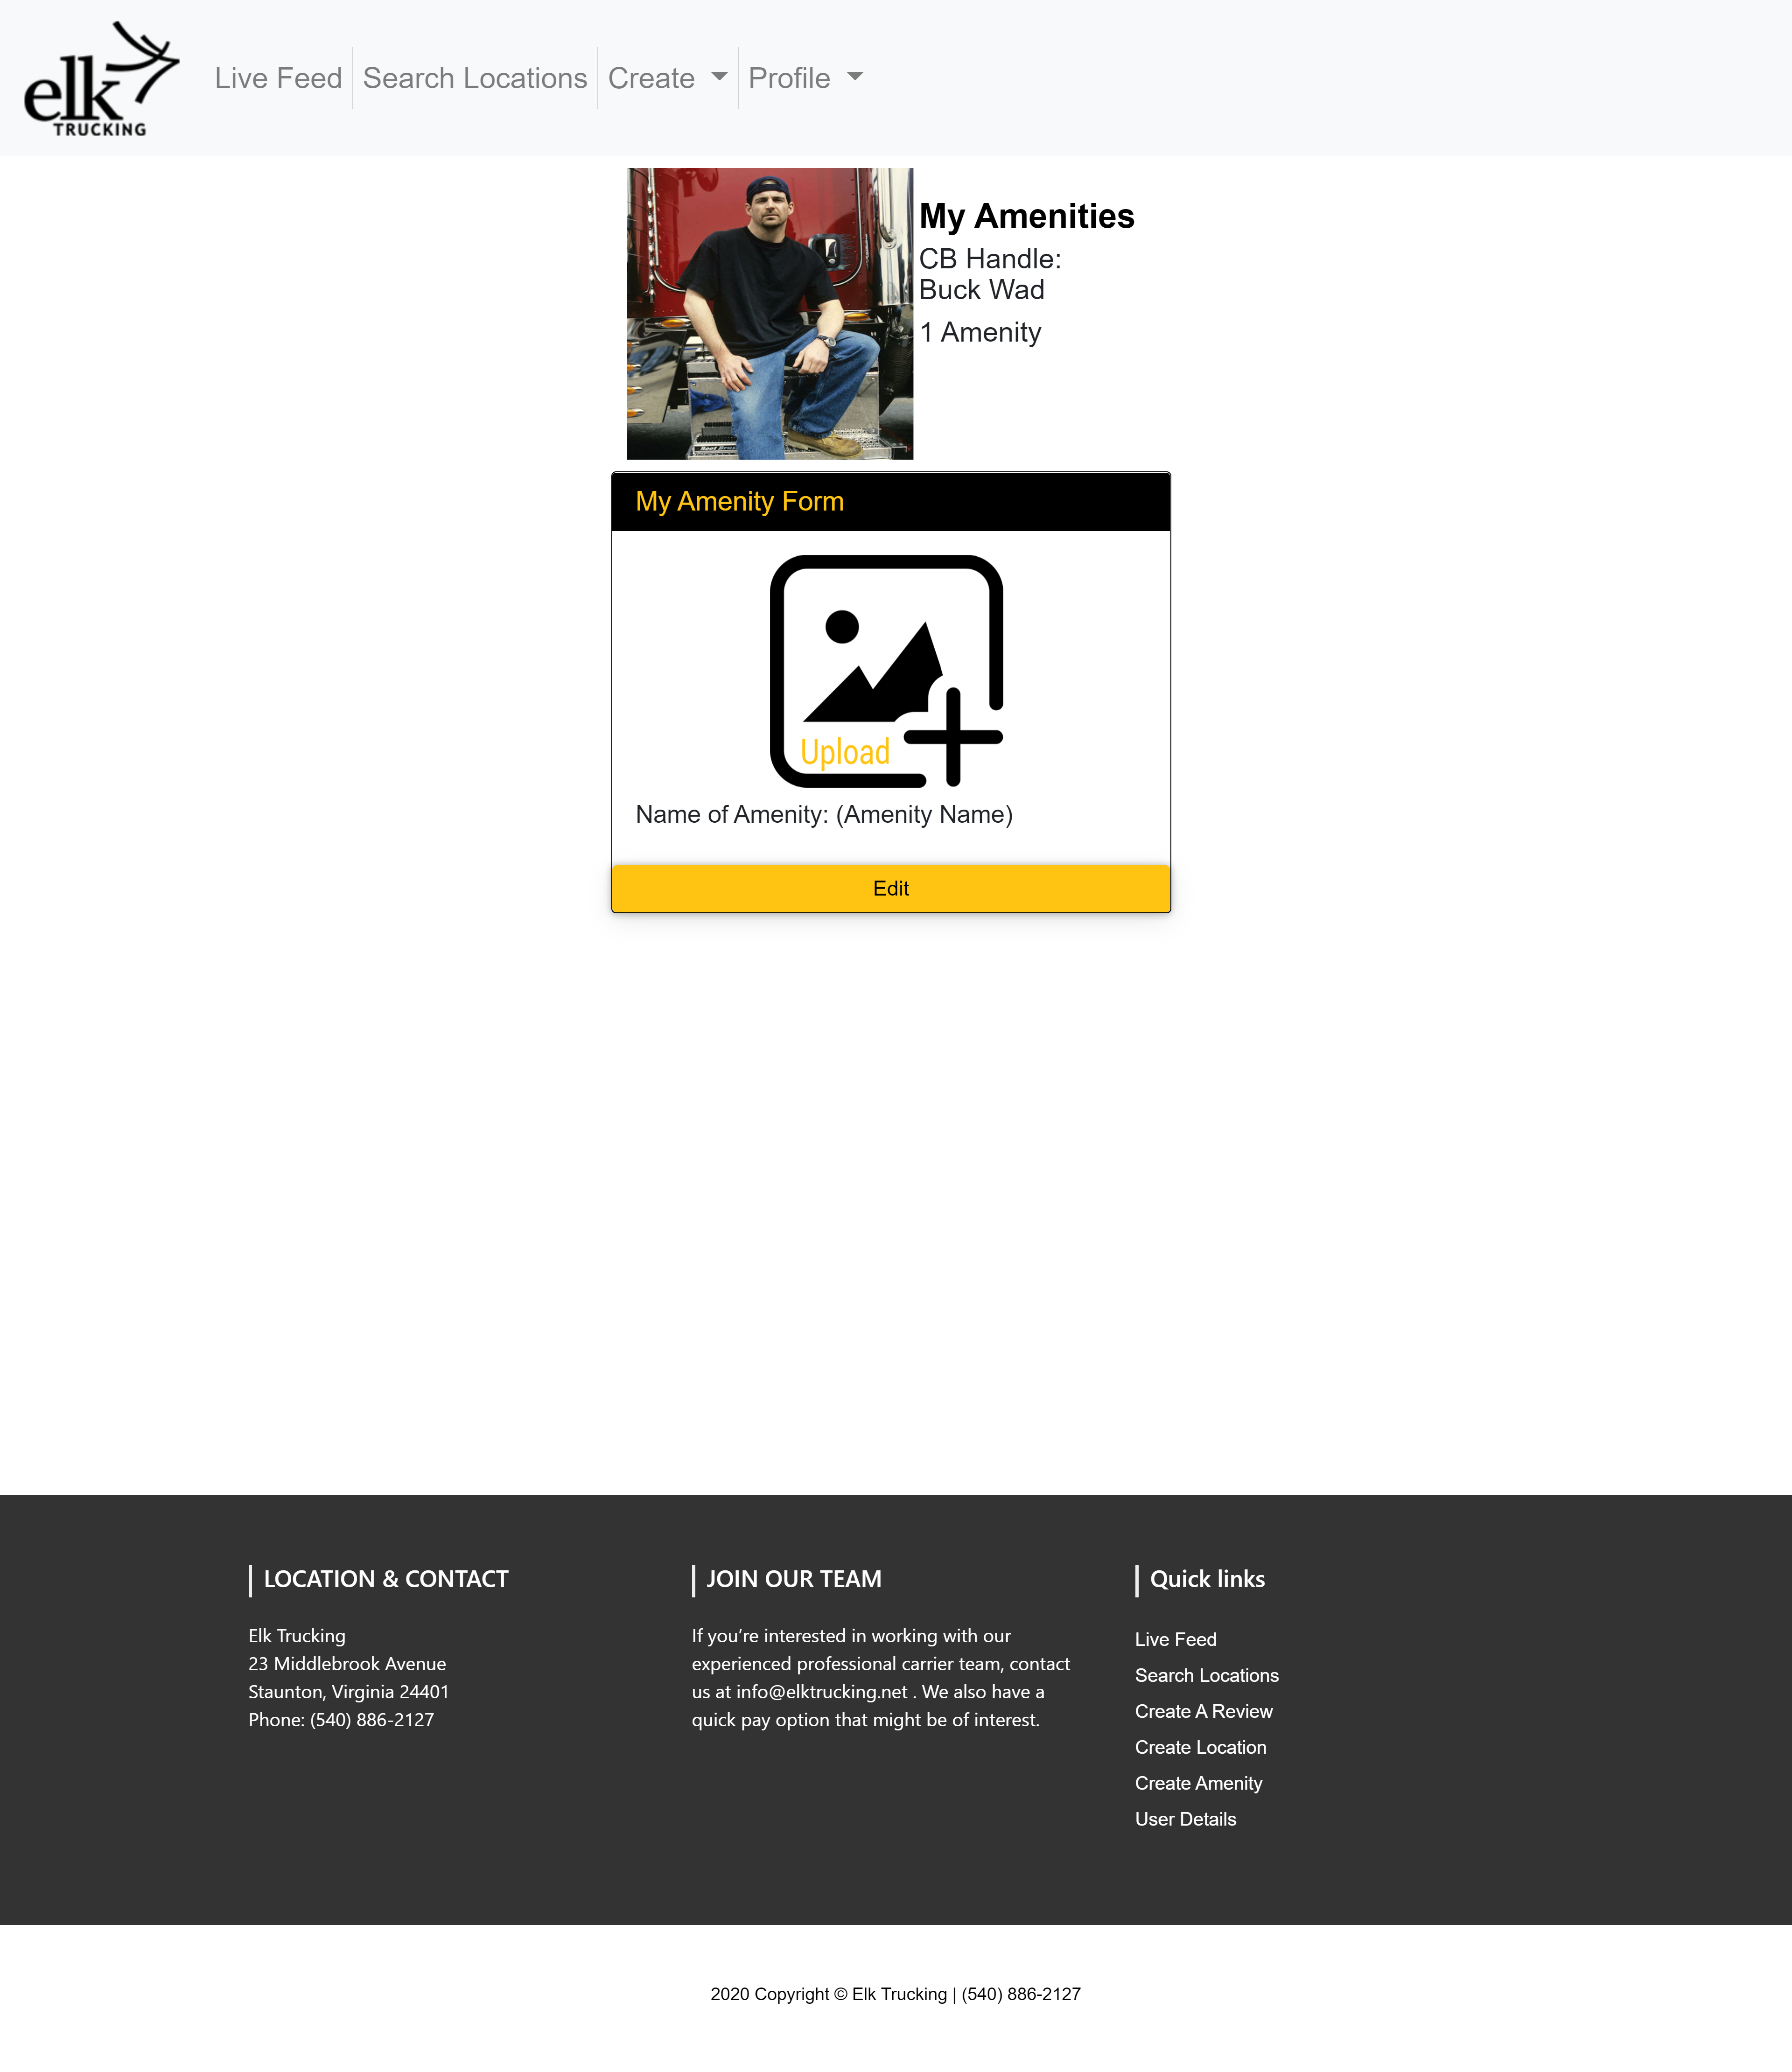 elk
TRUCKING
Live Feed
Search Locations
Create
Profile
My Amenities
CB Handle:
Buck Wad
1 Amenity
My Amenity Form
Upload
Name of Amenity: (Amenity Name)
Edit
LOCATION & CONTACT
Elk Trucking
23 Middlebrook Avenue
Staunton, Virginia 24401
Phone: (540) 886-2127
JOIN OUR TEAM
If you’re interested in working with our
experienced professional carrier team, contact
us at info@elktrucking.net . We also have a
quick pay option that might be of interest.
Quick links
Live Feed
Search Locations
Create A Review
Create Location
Create Amenity
User Details
2020 Copyright © Elk Trucking | (540) 886-2127